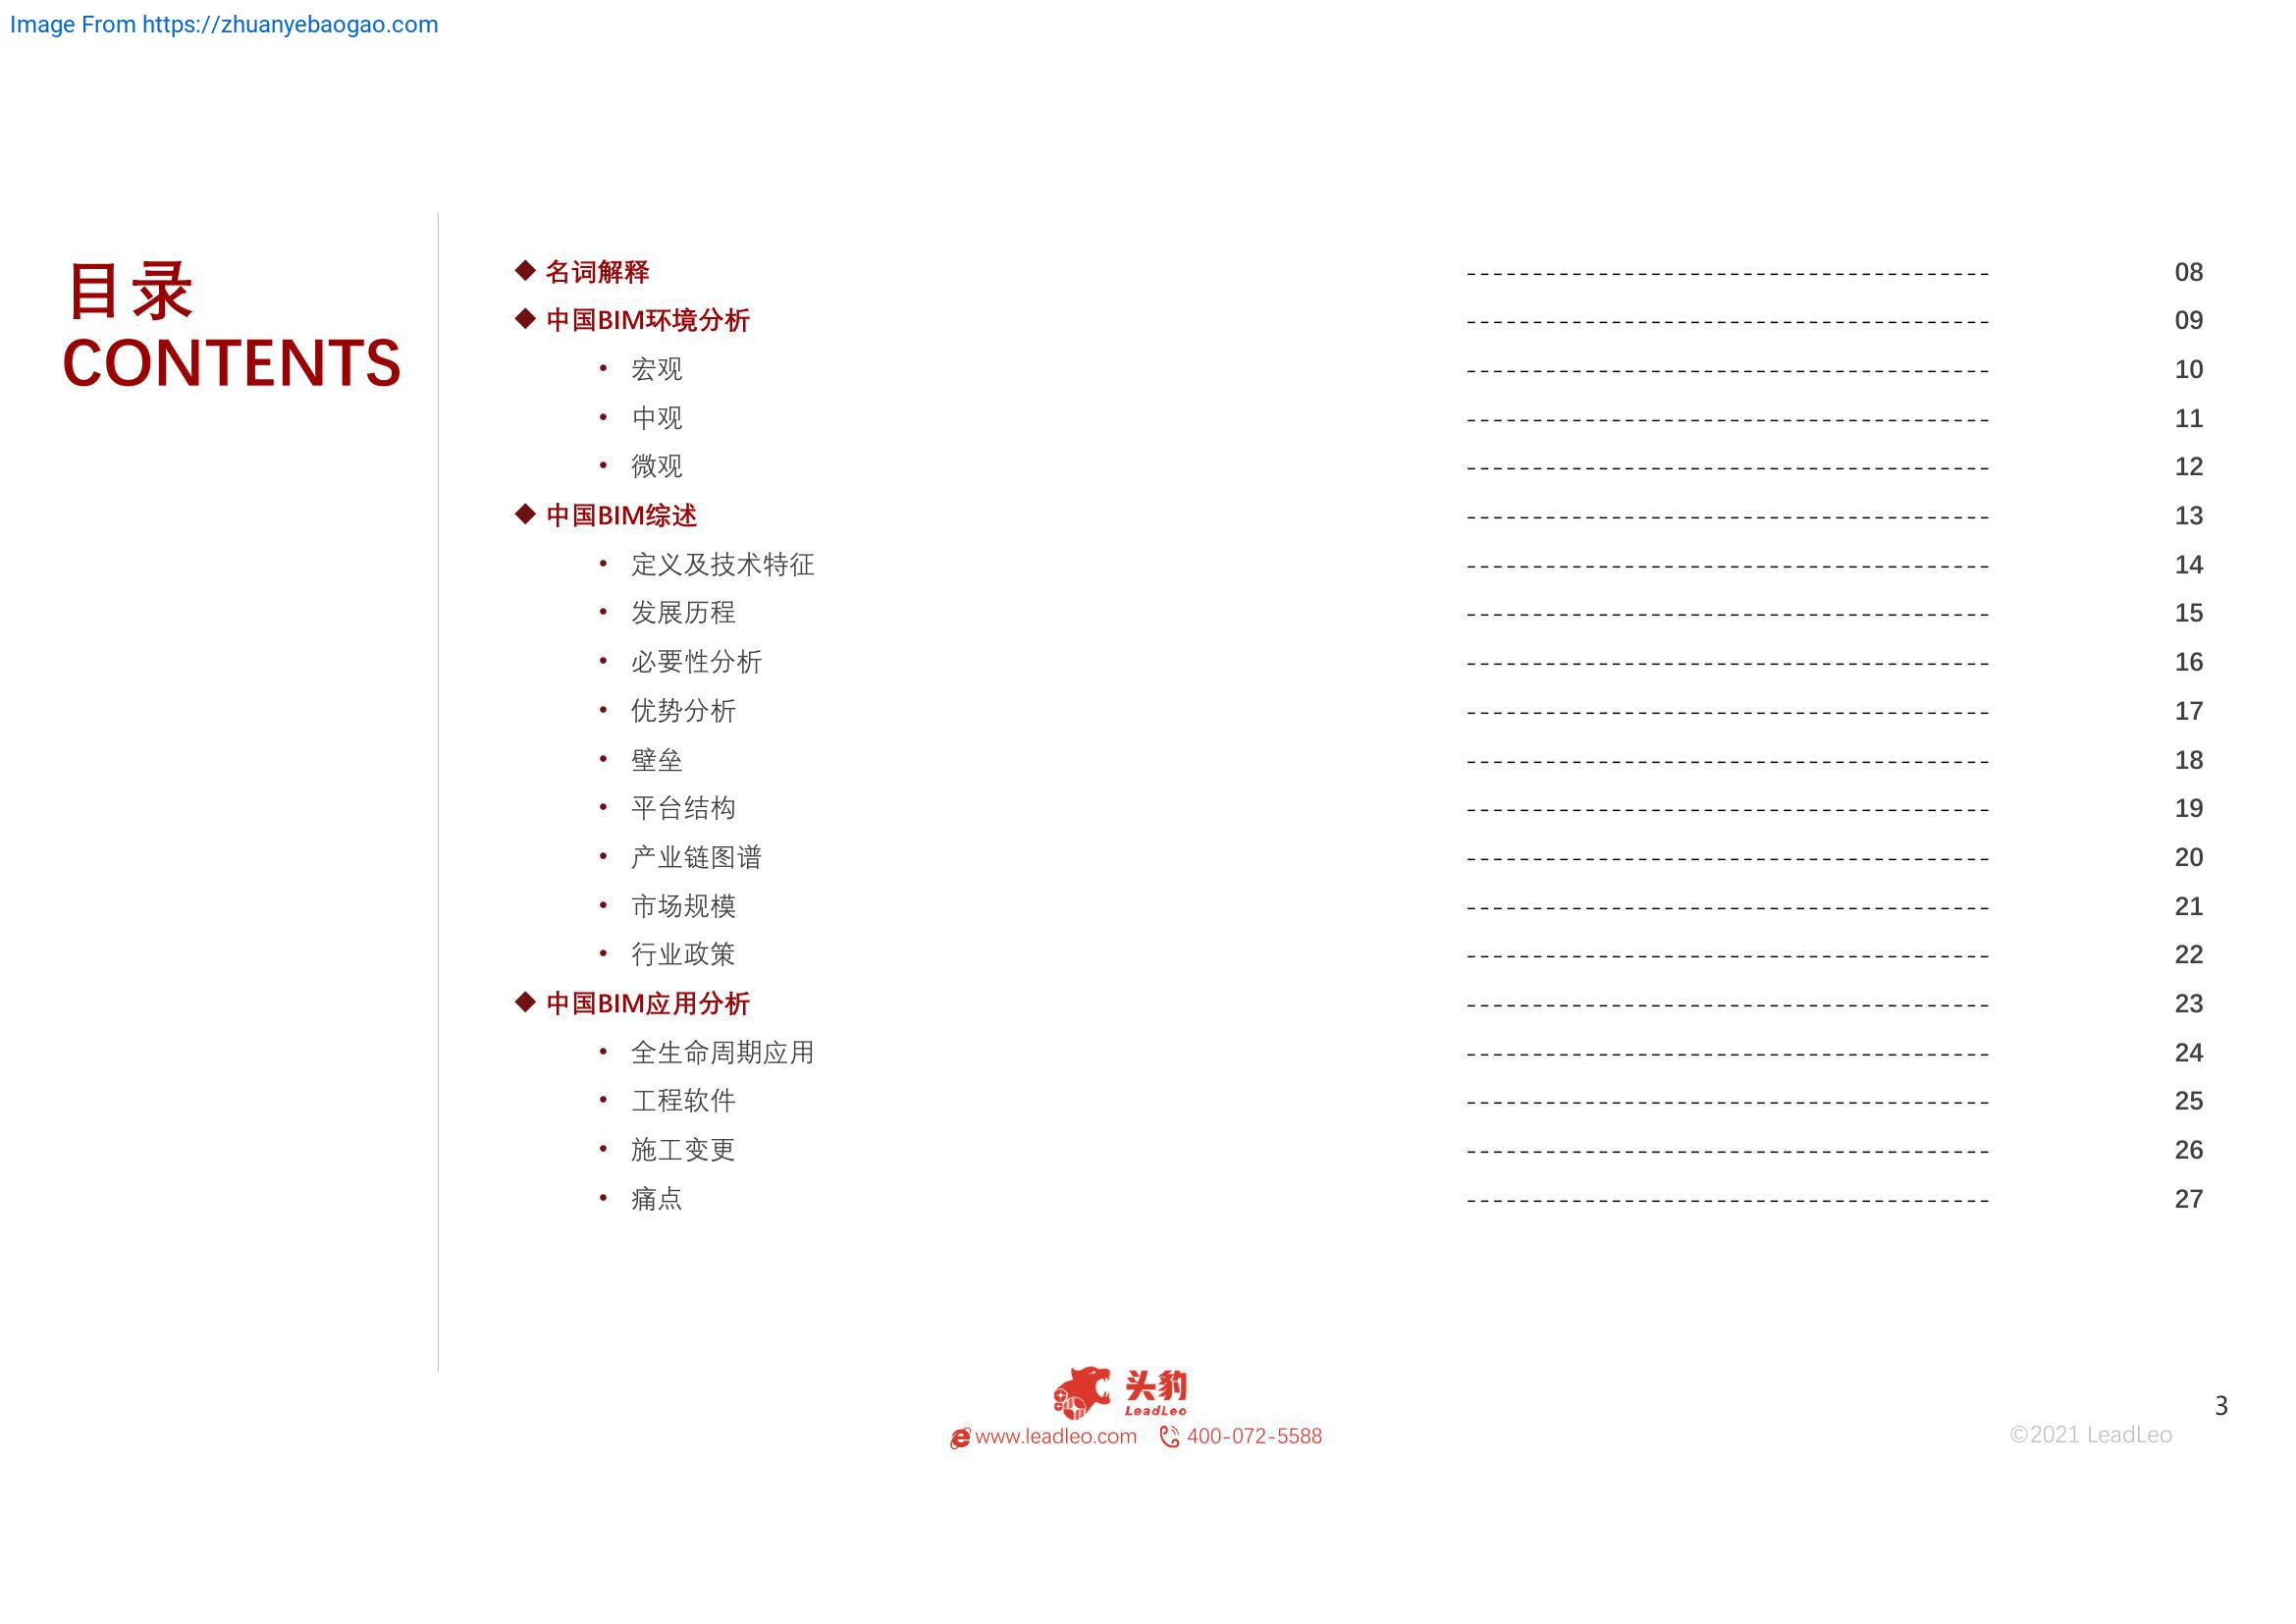 Image From https://zhuanyebaogao.com
目录
CONTENTS
◆ 名词解释 ---------------------------------------- 08
◆ 中国BIM环境分析 ---------------------------------------- 09
• 宏观 ---------------------------------------- 10
• 中观 ---------------------------------------- 11
• 微观 ---------------------------------------- 12
◆ 中国BIM综述 ---------------------------------------- 13
• 定义及技术特征 ---------------------------------------- 14
• 发展历程 ---------------------------------------- 15
• 必要性分析 ---------------------------------------- 16
• 优势分析 ---------------------------------------- 17
• 壁垒 ---------------------------------------- 18
• 平台结构 ---------------------------------------- 19
• 产业链图谱 ---------------------------------------- 20
• 市场规模 ---------------------------------------- 21
• 行业政策 ---------------------------------------- 22
◆ 中国BIM应用分析 ---------------------------------------- 23
• 全生命周期应用 ---------------------------------------- 24
• 工程软件 ---------------------------------------- 25
• 施工变更 ---------------------------------------- 26
• 痛点 ---------------------------------------- 27
头豹
LeadLeo
www.leadleo.com 400-072-5588
3
©2021 LeadLeo